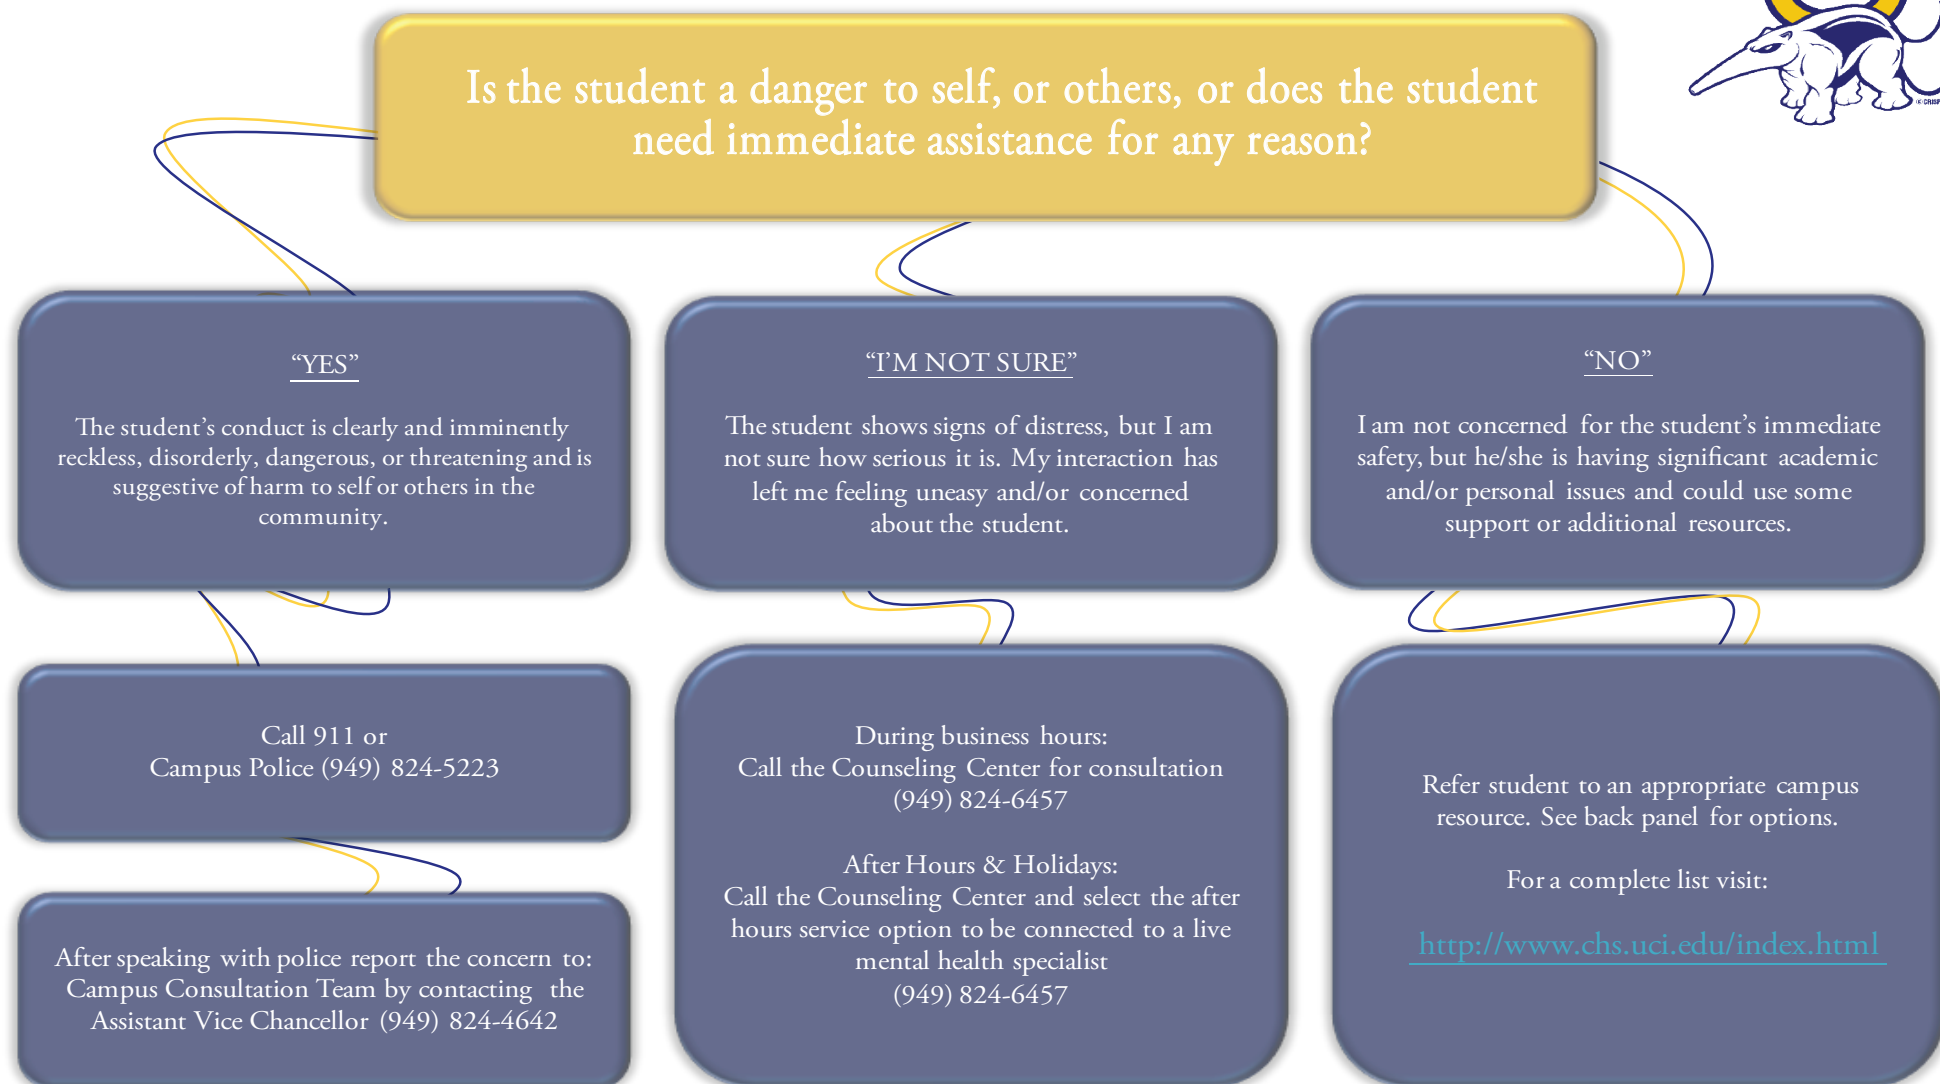 Is the student a danger to self, or others, or does the student
need immediate assistance for any reason?
“YES”
The student’s conduct is clearly and imminently
reckless, disorderly, dangerous, or threatening and is
suggestive of harm to self or others in the
community.
Call 911 or
Campus Police (949) 824-5223
After speaking with police report the concern to:
Campus Consultation Team by contacting the
Assistant Vice Chancellor (949) 824-4642
“I’M NOT SURE”
The student shows signs of distress, but I am
not sure how serious it is. My interaction has
left me feeling uneasy and/or concerned
about the student.
During business hours:
Call the Counseling Center for consultation
(949) 824-6457
After Hours & Holidays:
Call the Counseling Center and select the after
hours service option to be connected to a live
mental health specialist
(949) 824-6457
“NO”
I am not concerned for the student’s immediate
safety, but he/she is having significant academic
and/or personal issues and could use some
support or additional resources.
Refer student to an appropriate campus
resource. See back panel for options.
For a complete list visit:
http://www.chs.uci.edu/index.html